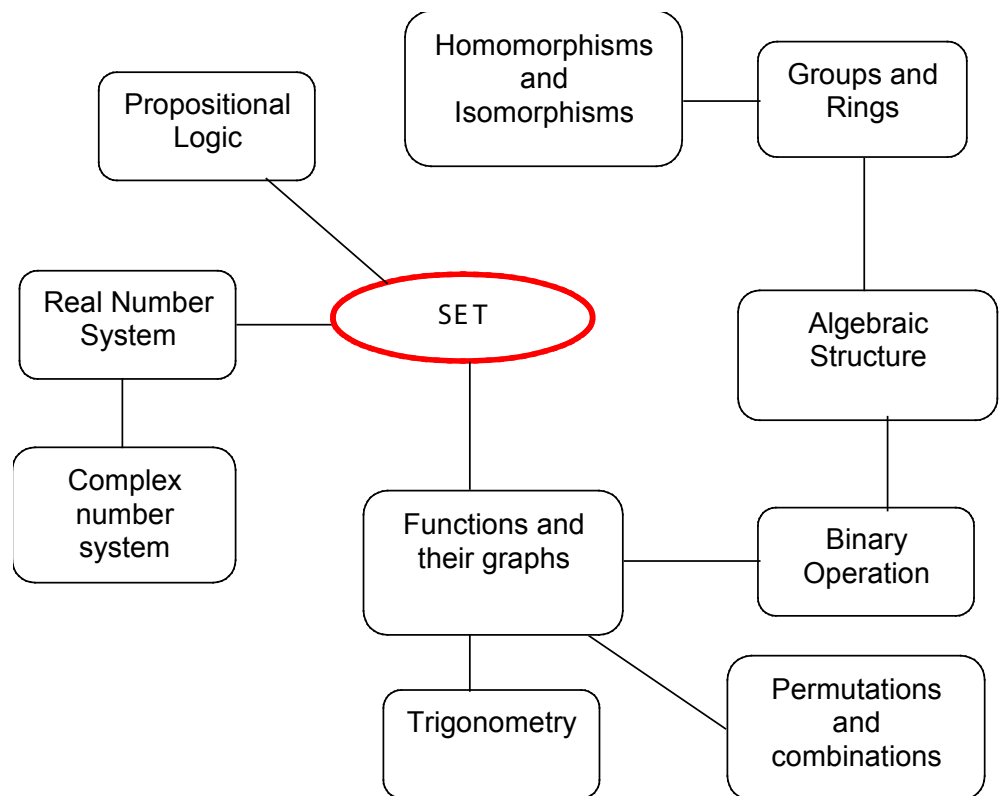 Homomorphisms
and
Isomorphisms
Groups and
Rings
Propositional
Logic
Real Number
System
SET
Algebraic
Structure
Complex
number
system
Functions and
their graphs
Binary
Operation
Trigonometry
Permutations
and
combinations